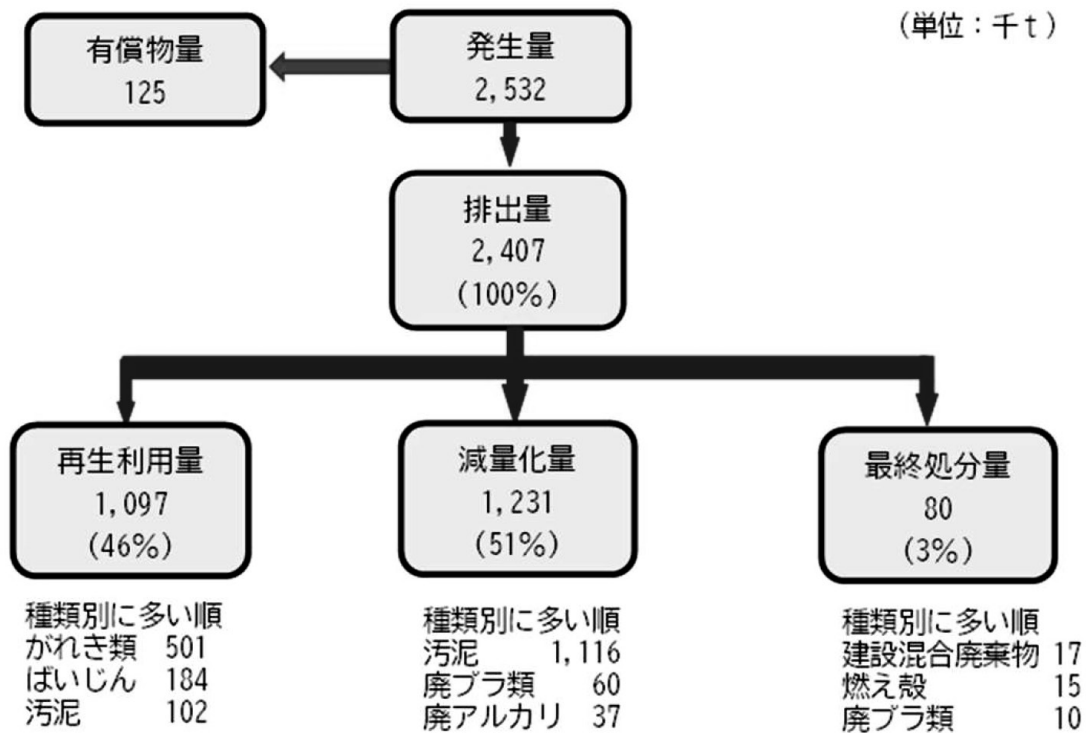 (単位：千t)
有償物量
125
発生量
2,532
排出量
2,407
(100%)
再生利用量
1,097
(46%)
減量化量
1,231
(51%)
最終処分量
80
(3%)
種類別に多い順
がれき類 501
ばいじん 184
汚泥 102
種類別に多い順
汚泥 1,116
廃プラ類 60
廃アルカリ 37
種類別に多い順
建設混合廃棄物 17
燃え殻 15
廃プラ類 10